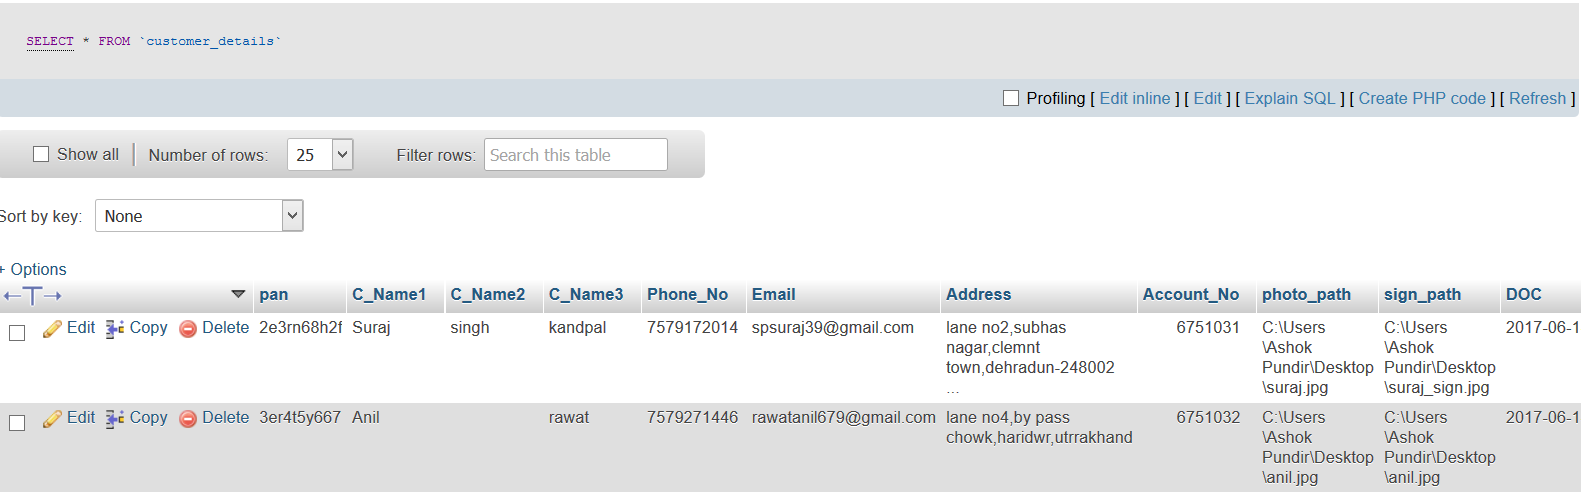 SELECT * FROM `customer_details`
Profiling [ Edit inline ] [ Edit ] [ Explain SQL ] [ Create PHP code ] [ Refresh ]
Show all Number of rows: 25 Filter rows: Search this table
Sort by key: None
+ Options
←T→ pan C_Name1 C_Name2 C_Name3 Phone_No Email Address Account_No photo_path sign_path DOC
Edit Copy Delete 2e3rn68h2f Suraj singh kandpal 7579172014 spsuraj39@gmail.com lane no2,subhas 6751031 C:\Users C:\Users 2017-06-1
nagar,clemnt \Ashok \Ashok
town,dehradun-248002 Pundir\Desktop Pundir\Desktop
... \suraj.jpg \suraj_sign.jpg
Edit Copy Delete 3er4t5y667 Anil rawat 7579271446 rawatanil679@gmail.com lane no4,by pass 6751032 C:\Users C:\Users 2017-06-1
chowk,haridwr,utrrakhand \Ashok \Ashok
Pundir\Desktop Pundir\Desktop
\anil.jpg \anil.jpg